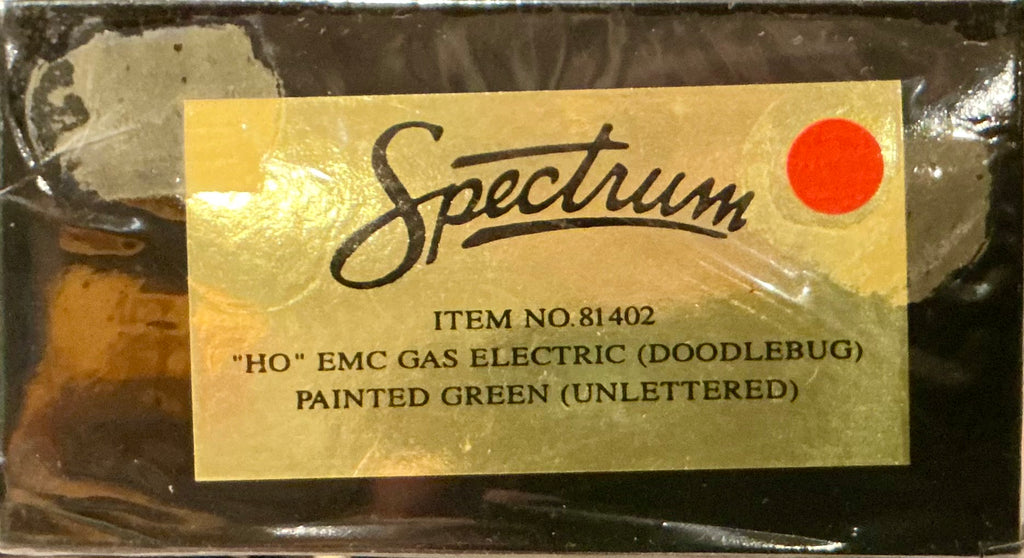 Spectrum
ITEM NO. 81402
"HO" EMC GAS ELECTRIC (DOODLEBUG)
PAINTED GREEN (UNLETTERED)